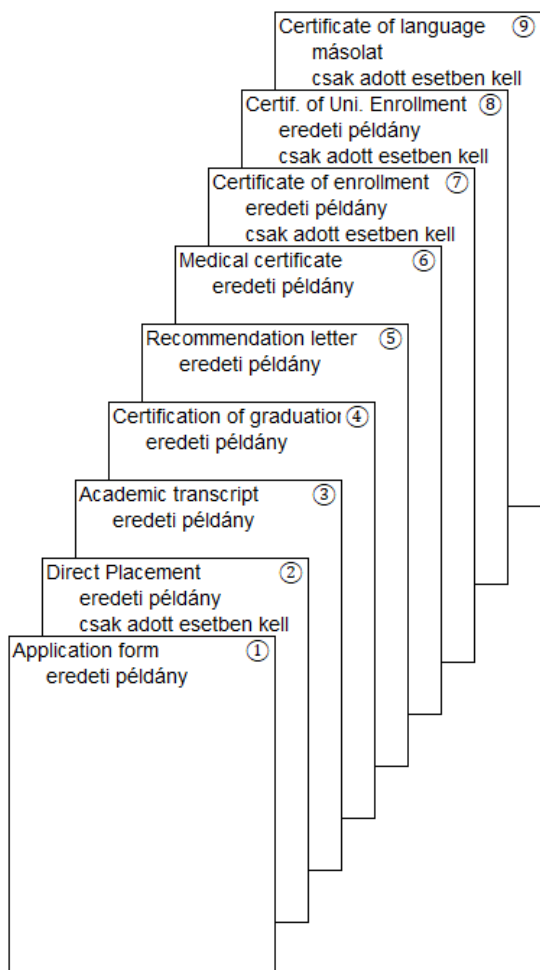 Certificate of language ⑨
másolat
csak adott esetben kell
Certif. of Uni. Enrollment ⑧
eredeti példány
csak adott esetben kell
Certificate of enrollment ⑦
eredeti példány
csak adott esetben kell
Medical certificate ⑥
eredeti példány
Recommendation letter ⑤
eredeti példány
Certification of graduation ④
eredeti példány
Academic transcript ③
eredeti példány
Direct Placement ②
eredeti példány
csak adott esetben kell
Application form ①
eredeti példány